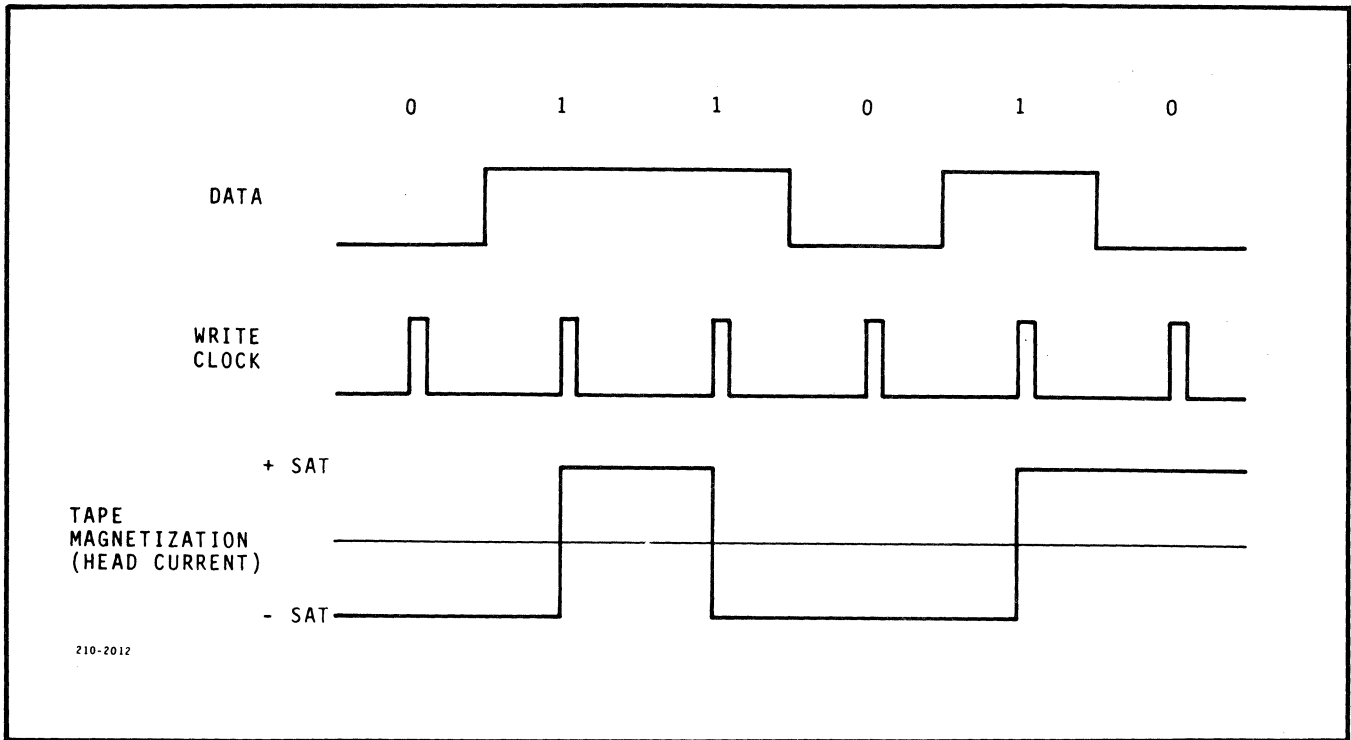 0 1 1 0 1 0
DATA
WRITE
CLOCK
+ SAT
TAPE
MAGNETIZATION
(HEAD CURRENT)
- SAT
210-2012